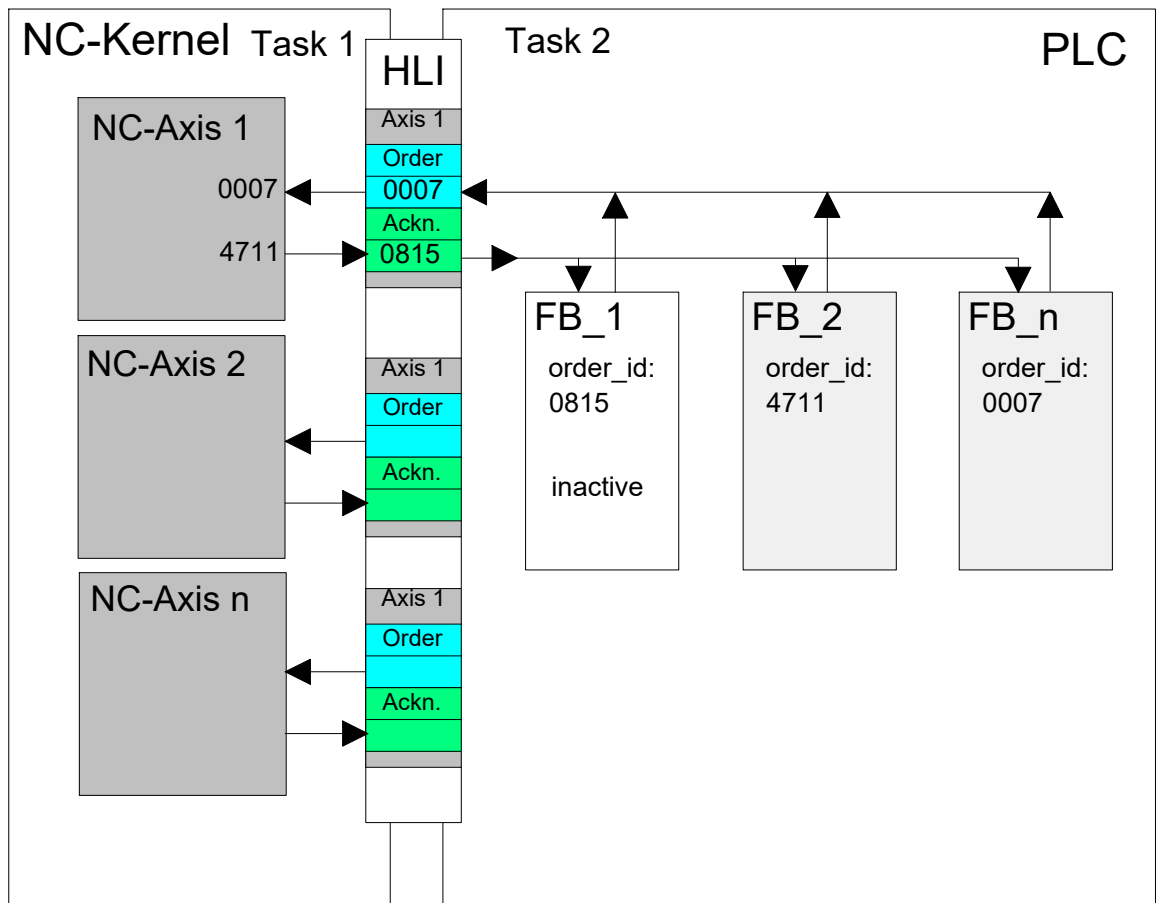 NC-Kernel Task 1
HLI
Task 2
PLC
NC-Axis 1
0007
4711
Axis 1
Order
0007
Ackn.
0815
FB_1
order_id:
0815
inactive
FB_2
order_id:
4711
FB_n
order_id:
0007
NC-Axis 2
Axis 1
Order
Ackn.
NC-Axis n
Axis 1
Order
Ackn.